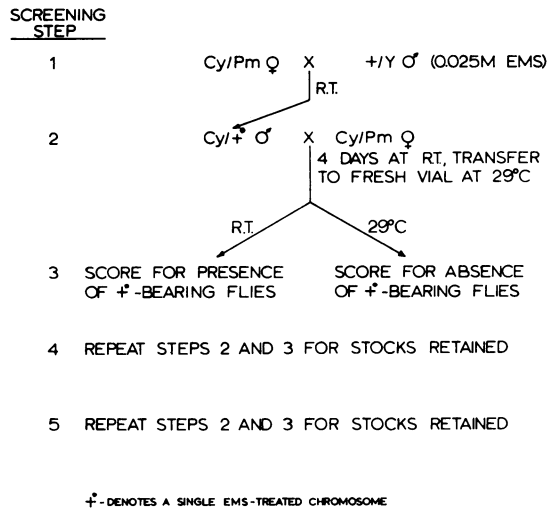 SCREENING
STEP
1 Cy/Pm ♀ X +/Y ♂ (0.025M EMS)
R.T.
2 Cy/+• ♂ X Cy/Pm ♀
4 DAYS AT RT., TRANSFER
TO FRESH VIAL AT 29°C
R.T. 29°C
3 SCORE FOR PRESENCE SCORE FOR ABSENCE
OF +•-BEARING FLIES OF +•-BEARING FLIES
4 REPEAT STEPS 2 AND 3 FOR STOCKS RETAINED
5 REPEAT STEPS 2 AND 3 FOR STOCKS RETAINED
+•-DENOTES A SINGLE EMS-TREATED CHROMOSOME